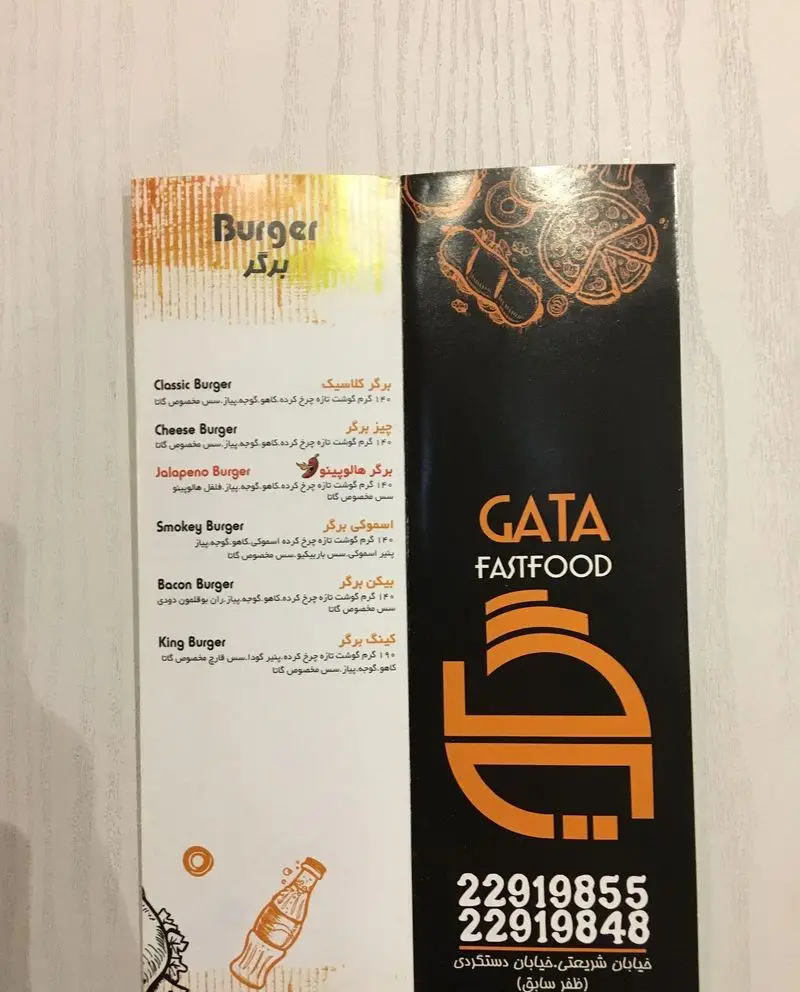 Burger
برگر
Classic Burger برگر کلاسیک
۱۴۰ گرم گوشت تازه چرخ کرده.کاهو.گوجه.پیاز.سس مخصوص گاتا
Cheese Burger چیز برگر
۱۴۰ گرم گوشت تازه چرخ کرده.کاهو.گوجه.پیاز.سس مخصوص گاتا
Jalapeno Burger برگر هالوپینو
۱۴۰ گرم گوشت تازه چرخ کرده.کاهو.گوجه.پیاز.فلفل هالوپینو
سس مخصوص گاتا
Smokey Burger اسموکی برگر
۱۴۰ گرم گوشت تازه چرخ کرده اسموکی.کاهو.گوجه.پیاز
پنیر اسموکی.سس باربیکیو.سس مخصوص گاتا
Bacon Burger بیکن برگر
۱۴۰ گرم گوشت تازه چرخ کرده.کاهو.گوجه.پیاز.ران بوقلمون دودی
سس مخصوص گاتا
King Burger کینگ برگر
۱۹۰ گرم گوشت تازه چرخ کرده.پنیر گودا.سس قارچ مخصوص گاتا
کاهو.گوجه.پیاز.سس مخصوص گاتا
GATA
FASTFOOD
گاتا
22919855
22919848
خیابان شریعتی.خیابان دستگردی
(ظفر سابق)